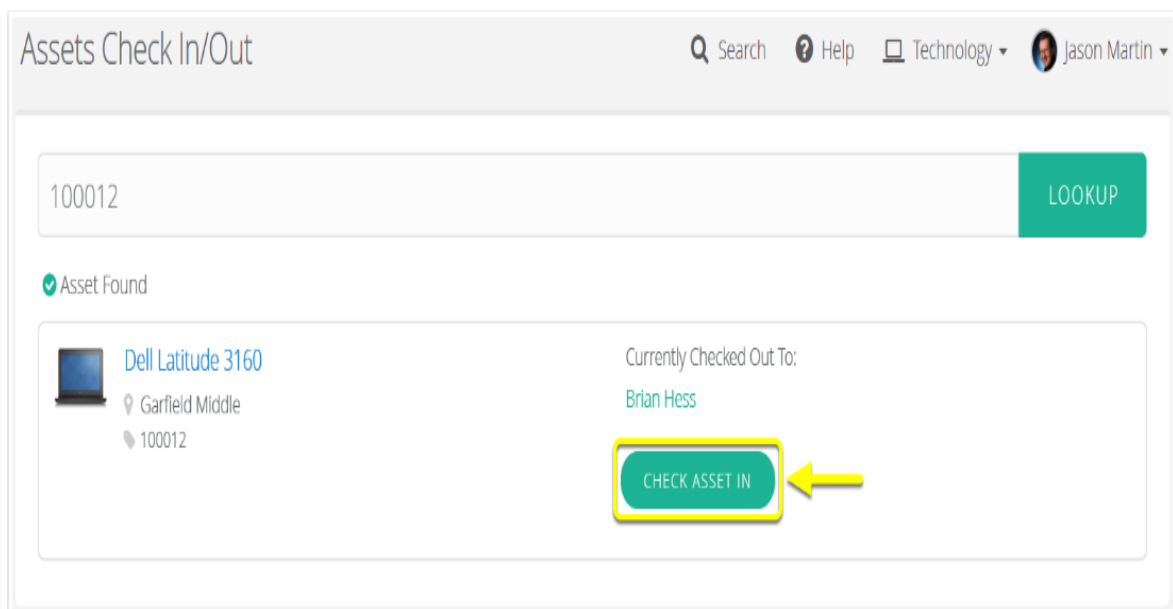 Assets Check In/Out
Search Help Technology Jason Martin
100012 LOOKUP
Asset Found
Dell Latitude 3160
Garfield Middle
100012
Currently Checked Out To:
Brian Hess
CHECK ASSET IN